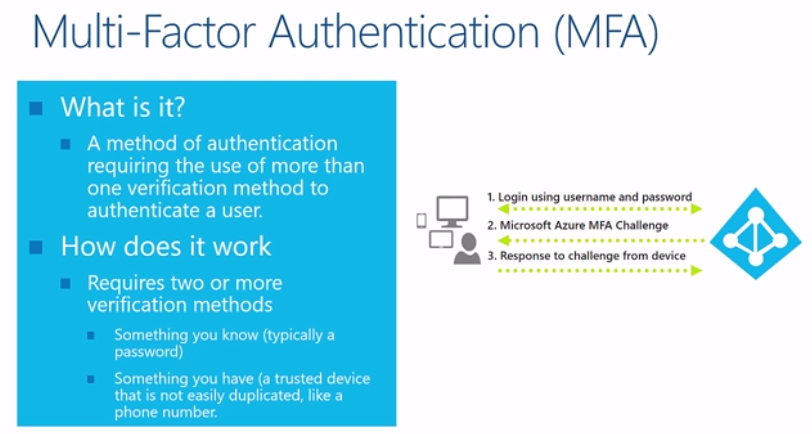 Multi-Factor Authentication (MFA)
What is it?
A method of authentication
requiring the use of more than
one verification method to
authenticate a user.
How does it work
Requires two or more
verification methods
Something you know (typically a
password)
Something you have (a trusted device
that is not easily duplicated, like a
phone number.
1. Login using username and password
2. Microsoft Azure MFA Challenge
3. Response to challenge from device